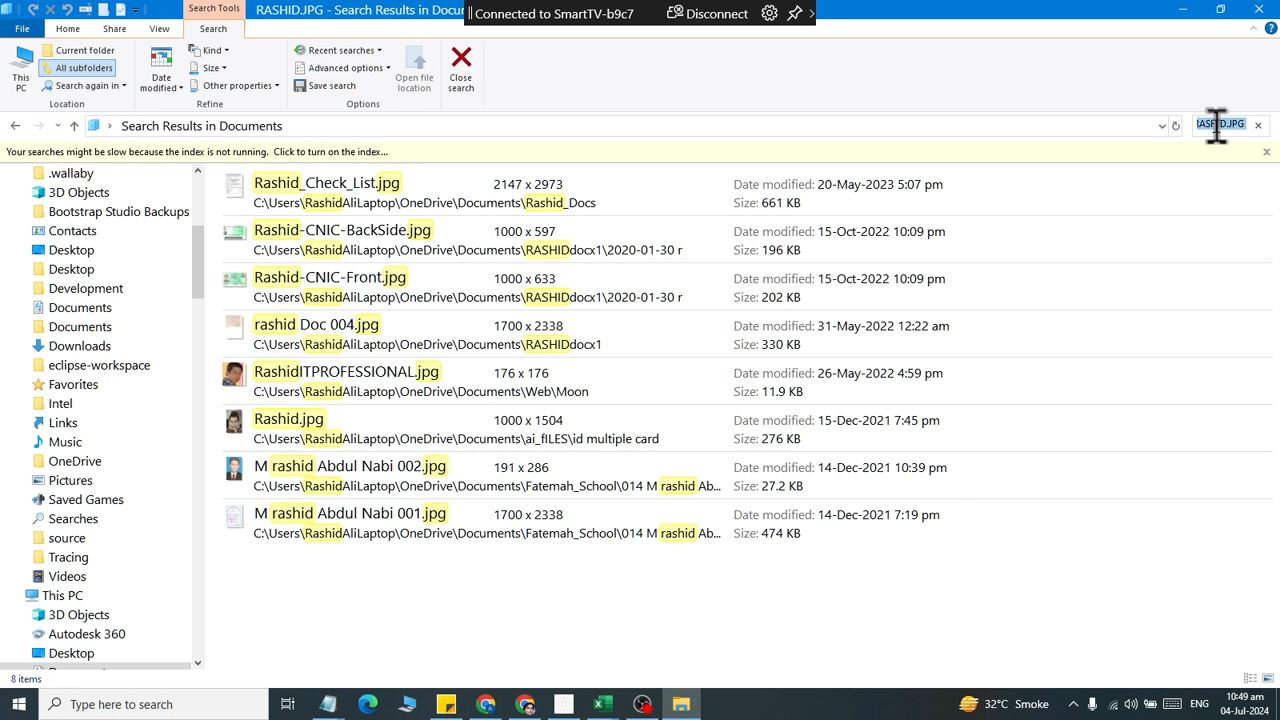 Search Tools
RASHID.JPG - Search Results in Documents
Connected to SmartTV-b9c7
Disconnect
File
Home
Share
View
Search
This PC
Current folder
All subfolders
Search again in
Location
Date modified
Kind
Size
Other properties
Refine
Recent searches
Advanced options
Save search
Options
Open file location
Close search
Search Results in Documents
RASHID.JPG
Your searches might be slow because the index is not running. Click to turn on the index...
.wallaby
3D Objects
Bootstrap Studio Backups
Contacts
Desktop
Desktop
Development
Documents
Documents
Downloads
eclipse-workspace
Favorites
Intel
Links
Music
OneDrive
Pictures
Saved Games
Searches
source
Tracing
Videos
This PC
3D Objects
Autodesk 360
Desktop
Rashid_Check_List.jpg 2147 x 2973 Date modified: 20-May-2023 5:07 pm
C:\Users\RashidAliLaptop\OneDrive\Documents\Rashid_Docs Size: 661 KB
Rashid-CNIC-BackSide.jpg 1000 x 597 Date modified: 15-Oct-2022 10:09 pm
C:\Users\RashidAliLaptop\OneDrive\Documents\RASHIDdocx1\2020-01-30 r Size: 196 KB
Rashid-CNIC-Front.jpg 1000 x 633 Date modified: 15-Oct-2022 10:09 pm
C:\Users\RashidAliLaptop\OneDrive\Documents\RASHIDdocx1\2020-01-30 r Size: 202 KB
rashid Doc 004.jpg 1700 x 2338 Date modified: 31-May-2022 12:22 am
C:\Users\RashidAliLaptop\OneDrive\Documents\RASHIDdocx1 Size: 330 KB
RashidITPROFESSIONAL.jpg 176 x 176 Date modified: 26-May-2022 4:59 pm
C:\Users\RashidAliLaptop\OneDrive\Documents\Web\Moon Size: 11.9 KB
Rashid.jpg 1000 x 1504 Date modified: 15-Dec-2021 7:45 pm
C:\Users\RashidAliLaptop\OneDrive\Documents\ai_fILES\id multiple card Size: 276 KB
M rashid Abdul Nabi 002.jpg 191 x 286 Date modified: 14-Dec-2021 10:39 pm
C:\Users\RashidAliLaptop\OneDrive\Documents\Fatemah_School\014 M rashid Ab... Size: 27.2 KB
M rashid Abdul Nabi 001.jpg 1700 x 2338 Date modified: 14-Dec-2021 7:19 pm
C:\Users\RashidAliLaptop\OneDrive\Documents\Fatemah_School\014 M rashid Ab... Size: 474 KB
8 items
Type here to search
32°C Smoke
ENG
10:49 am
04-Jul-2024